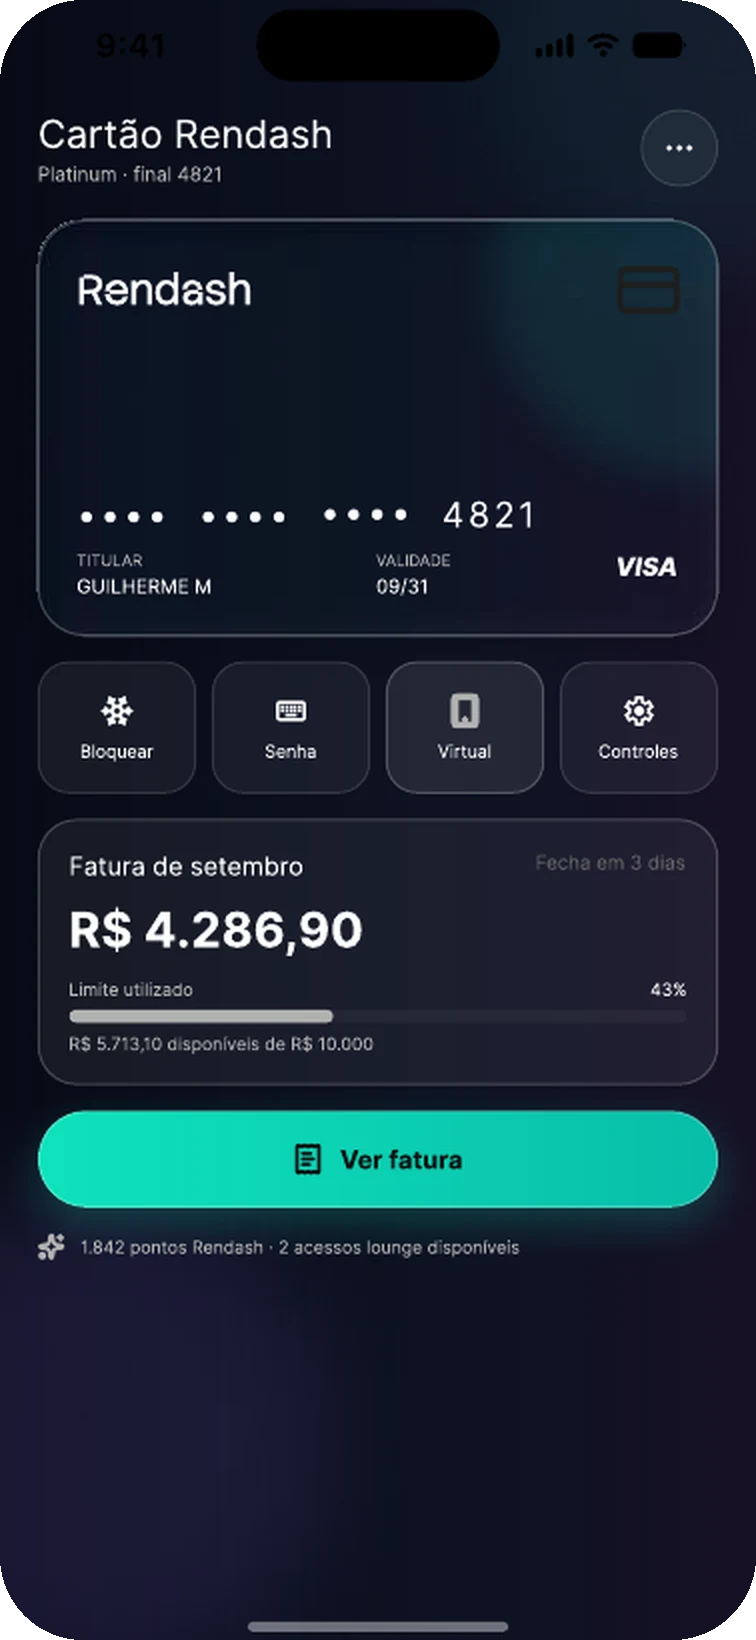 9:41
Cartão Rendash
Platinum · final 4821
Rendash
•••• •••• •••• 4821
TITULAR
GUILHERME M
VALIDADE
09/31
VISA
Bloquear
Senha
Virtual
Controles
Fatura de setembro
Fecha em 3 dias
R$ 4.286,90
Limite utilizado
43%
R$ 5.713,10 disponíveis de R$ 10.000
Ver fatura
1.842 pontos Rendash · 2 acessos lounge disponíveis